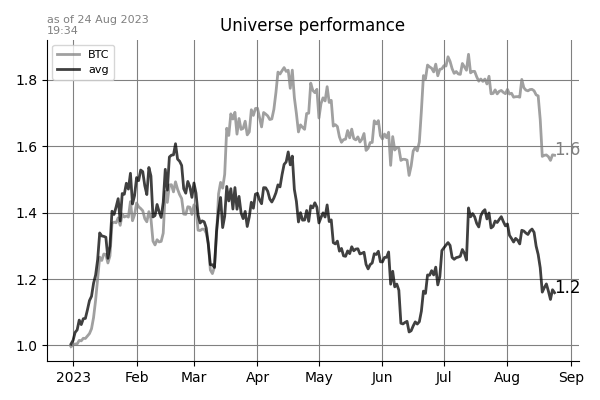 as of 24 Aug 2023
19:34
Universe performance
BTC
avg
1.8
1.6
1.4
1.2
1.0
1.6
1.2
2023 Feb Mar Apr May Jun Jul Aug Sep